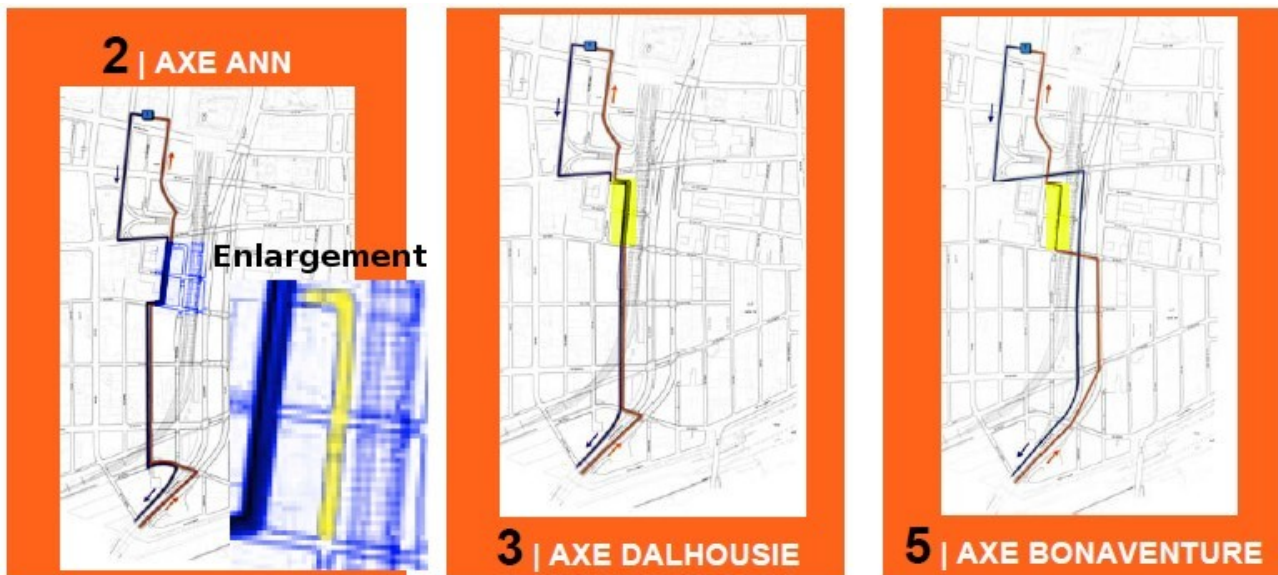 2 | AXE ANN
Enlargement
3 | AXE DALHOUSIE
5 | AXE BONAVENTURE